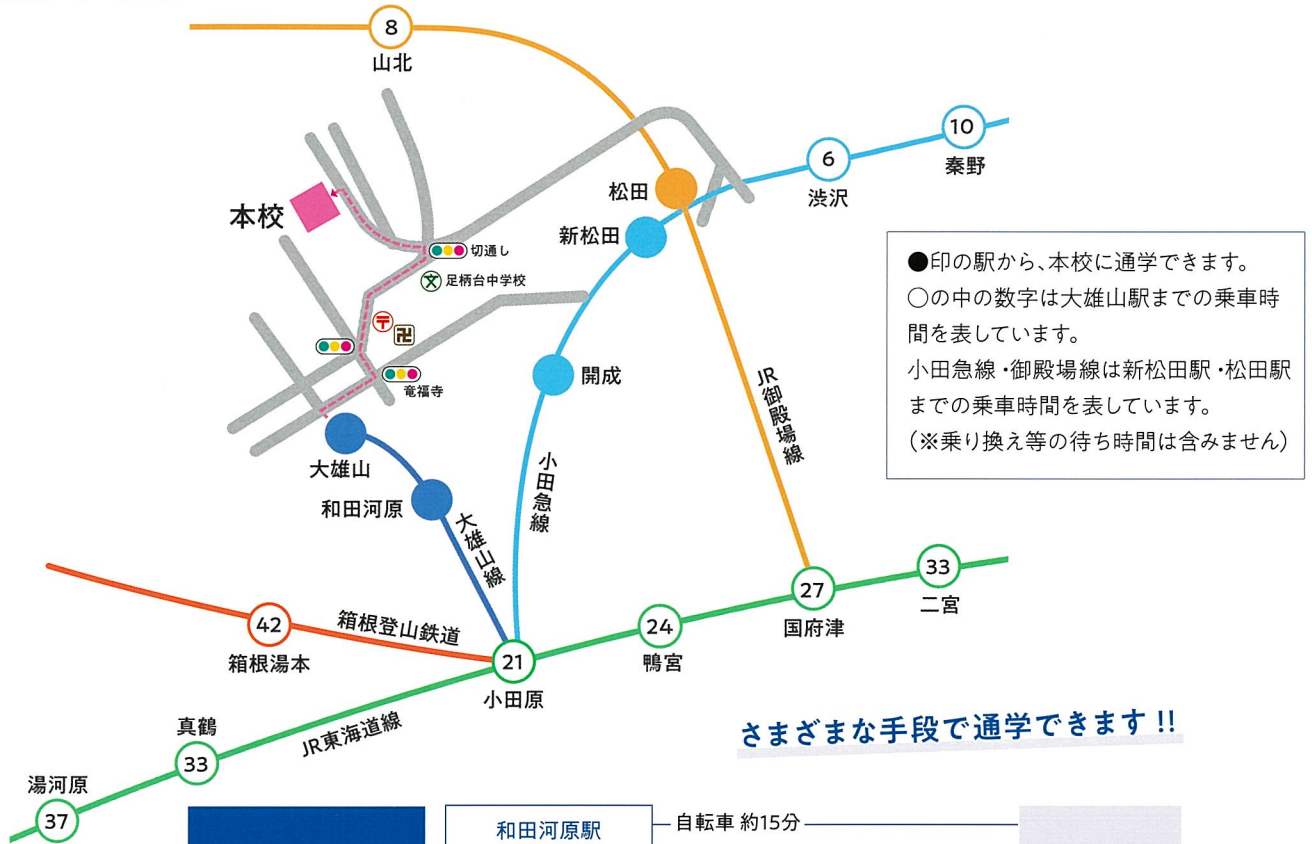 8
山北
10
秦野
6
渋沢
松田
新松田
本校
切通し
文
足柄台中学校
〒
卍
竜福寺
開成
JR御殿場線
大雄山
和田河原
大雄山線
小田急線
●印の駅から、本校に通学できます。
○の中の数字は大雄山駅までの乗車時
間を表しています。
小田急線・御殿場線は新松田駅・松田駅
までの乗車時間を表しています。
(※乗り換え等の待ち時間は含みません)
33
二宮
27
国府津
24
鴨宮
42
箱根湯本
箱根登山鉄道
21
小田原
JR東海道線
真鶴
33
湯河原
37
さまざまな手段で通学できます!!
和田河原駅
自転車 約15分